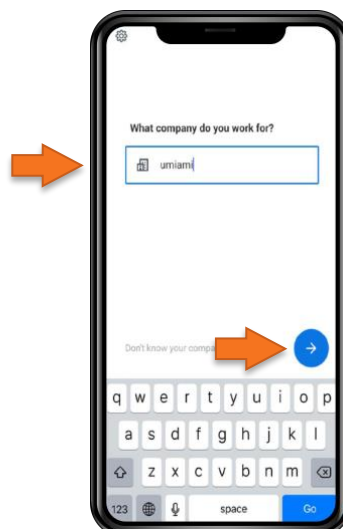 What company do you work for?
umiami
Don't know your compa
q w e r t y u i o p
a s d f g h j k l
z x c v b n m
123 space Go